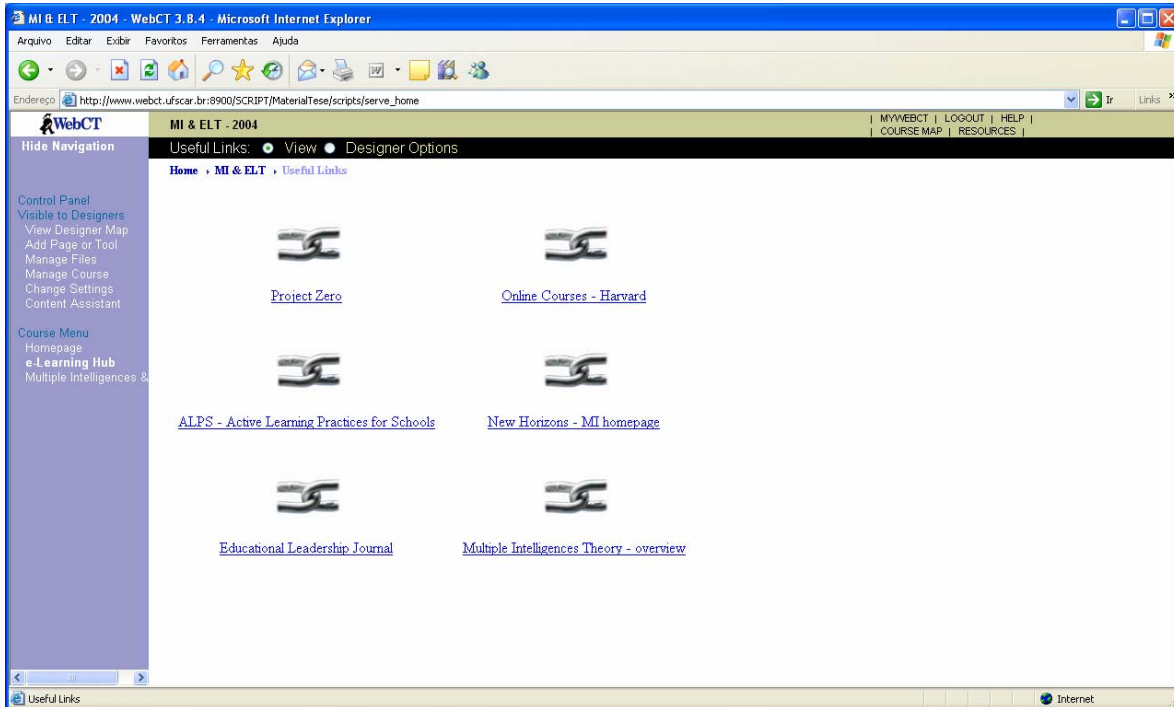 MI & ELT - 2004 - WebCT 3.8.4 - Microsoft Internet Explorer
Arquivo Editar Exibir Favoritos Ferramentas Ajuda
Endereço http://www.webct.ufscar.br:8900/SCRIPT/MaterialTese/scripts/serve_home Ir Links »
WebCT MI & ELT - 2004 | MYWEBCT | LOGOUT | HELP |
| COURSE MAP | RESOURCES |
Hide Navigation Useful Links: View Designer Options
Home › MI & ELT › Useful Links
Control Panel
Visible to Designers
View Designer Map
Add Page or Tool
Manage Files
Manage Course
Change Settings
Content Assistant
Course Menu
Homepage
e-Learning Hub
Multiple Intelligences &
Project Zero Online Courses - Harvard
ALPS - Active Learning Practices for Schools New Horizons - MI homepage
Educational Leadership Journal Multiple Intelligences Theory - overview
Useful Links Internet